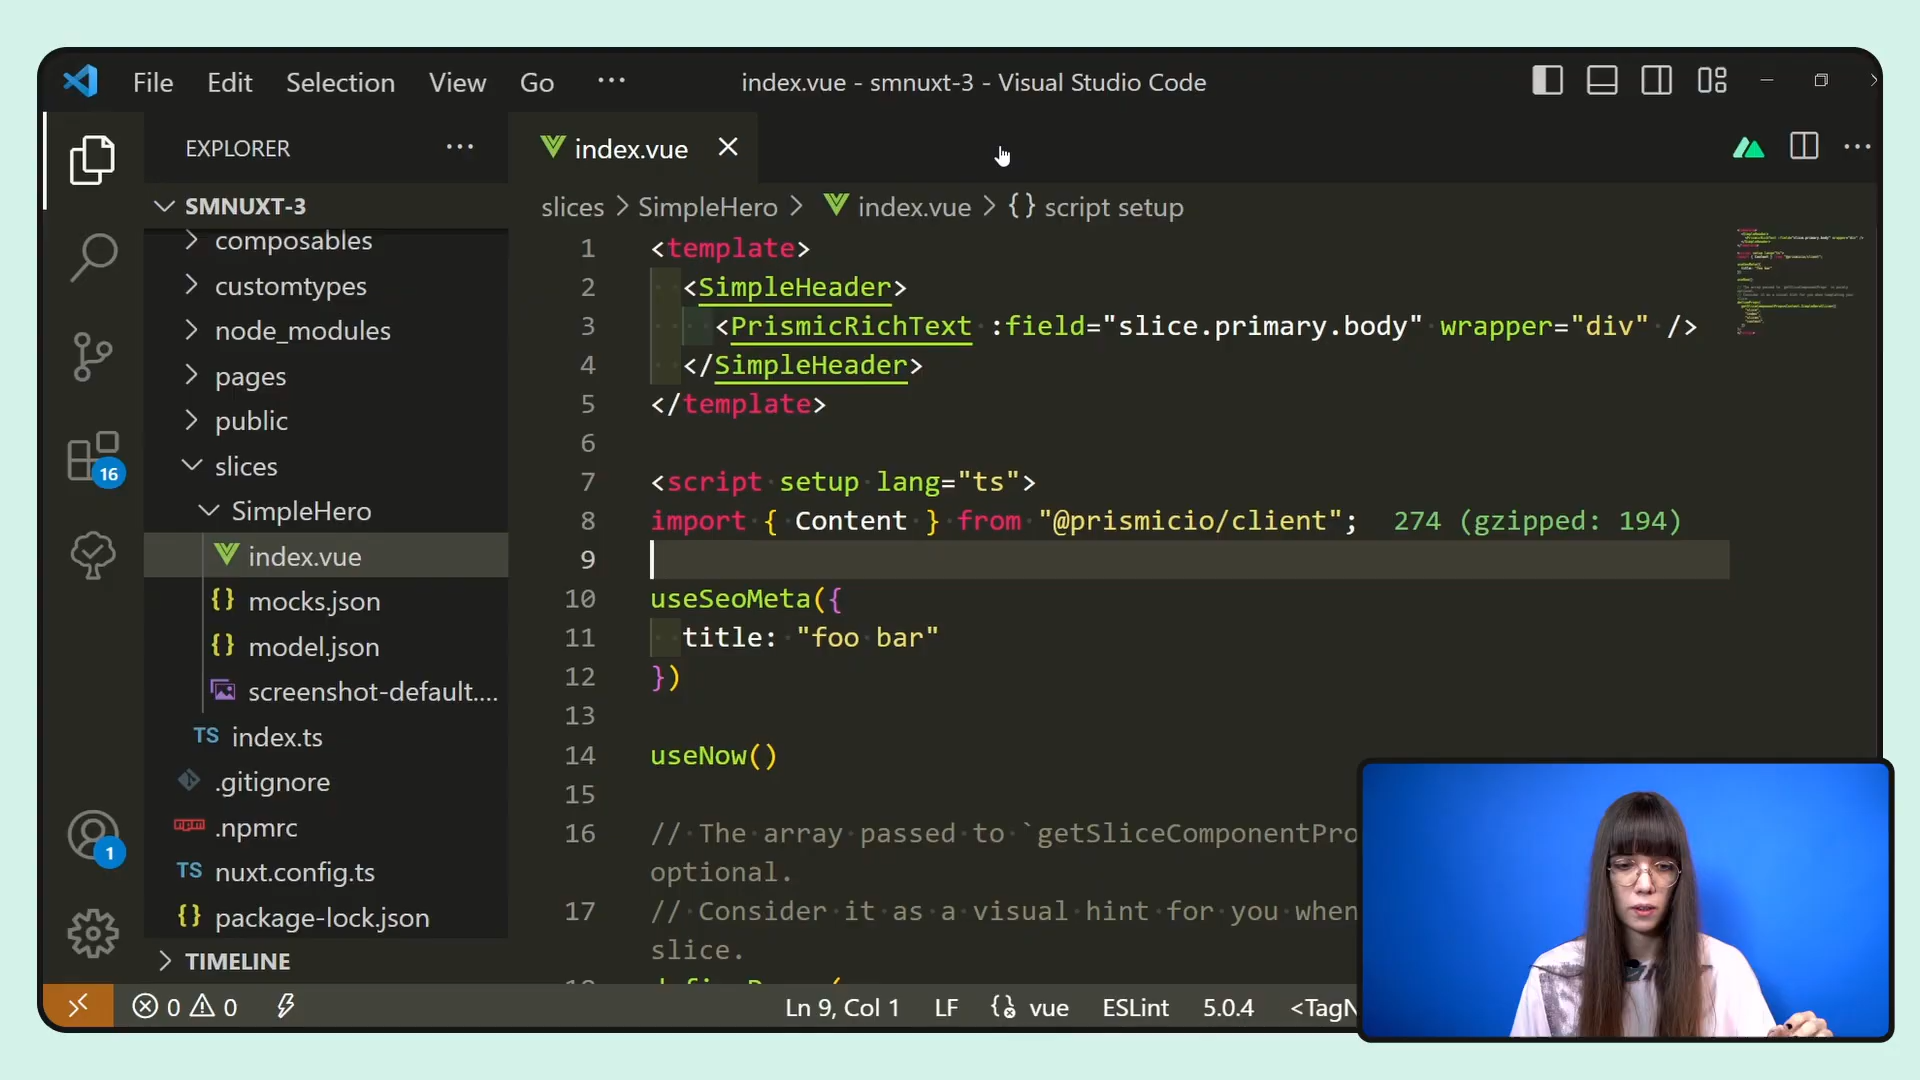 File Edit Selection View Go ··· index.vue - smnuxt-3 - Visual Studio Code
EXPLORER ···
index.vue
SMNUXT-3
slices > SimpleHero > index.vue > {} script setup
composables
customtypes
node_modules
pages
public
slices
SimpleHero
index.vue
mocks.json
model.json
screenshot-default....
TS index.ts
.gitignore
.npmrc
TS nuxt.config.ts
{} package-lock.json
TIMELINE
16
1
1 <template>
2 <SimpleHeader>
3 <PrismicRichText :field="slice.primary.body" wrapper="div" />
4 </SimpleHeader>
5 </template>
6
7 <script setup lang="ts">
8 import { Content } from "@prismicio/client"; 274 (gzipped: 194)
9
10 useSeoMeta({
11 title: "foo bar"
12 })
13
14 useNow()
15
16 // The array passed to `getSliceComponentPro
optional.
17 // Consider it as a visual hint for you when
slice.
0 0 Ln 9, Col 1 LF vue ESLint 5.0.4 <TagN